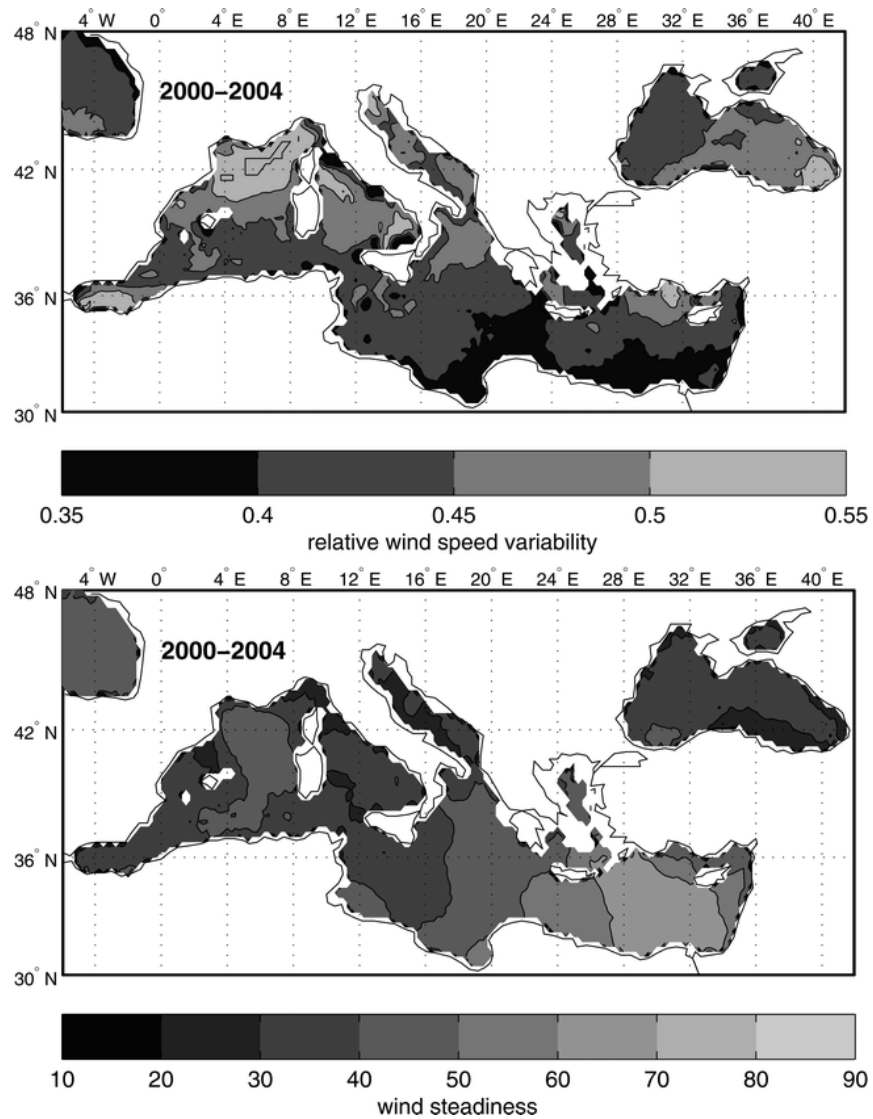 4° W 0° 4° E 8° E 12° E 16° E 20° E 24° E 28° E 32° E 36° E 40° E
48° N
2000−2004
42° N
36° N
30° N
0.35 0.4 0.45 0.5 0.55
relative wind speed variability
4° W 0° 4° E 8° E 12° E 16° E 20° E 24° E 28° E 32° E 36° E 40° E
48° N
2000−2004
42° N
36° N
30° N
10 20 30 40 50 60 70 80 90
wind steadiness